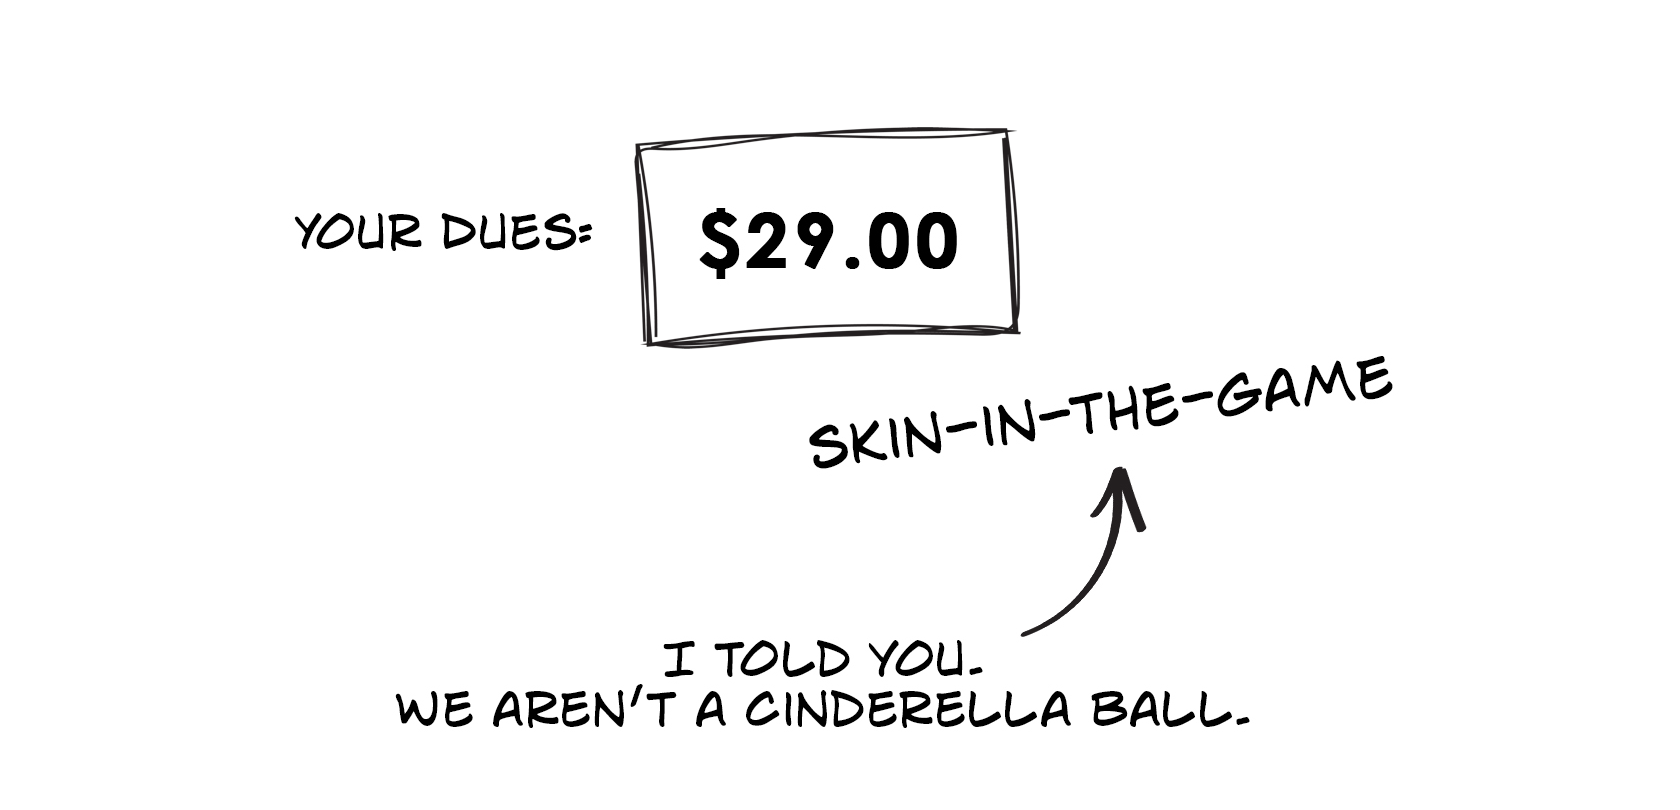 YOUR DUES:
$29.00
SKIN-IN-THE-GAME
I TOLD YOU.
WE AREN'T A CINDERELLA BALL.